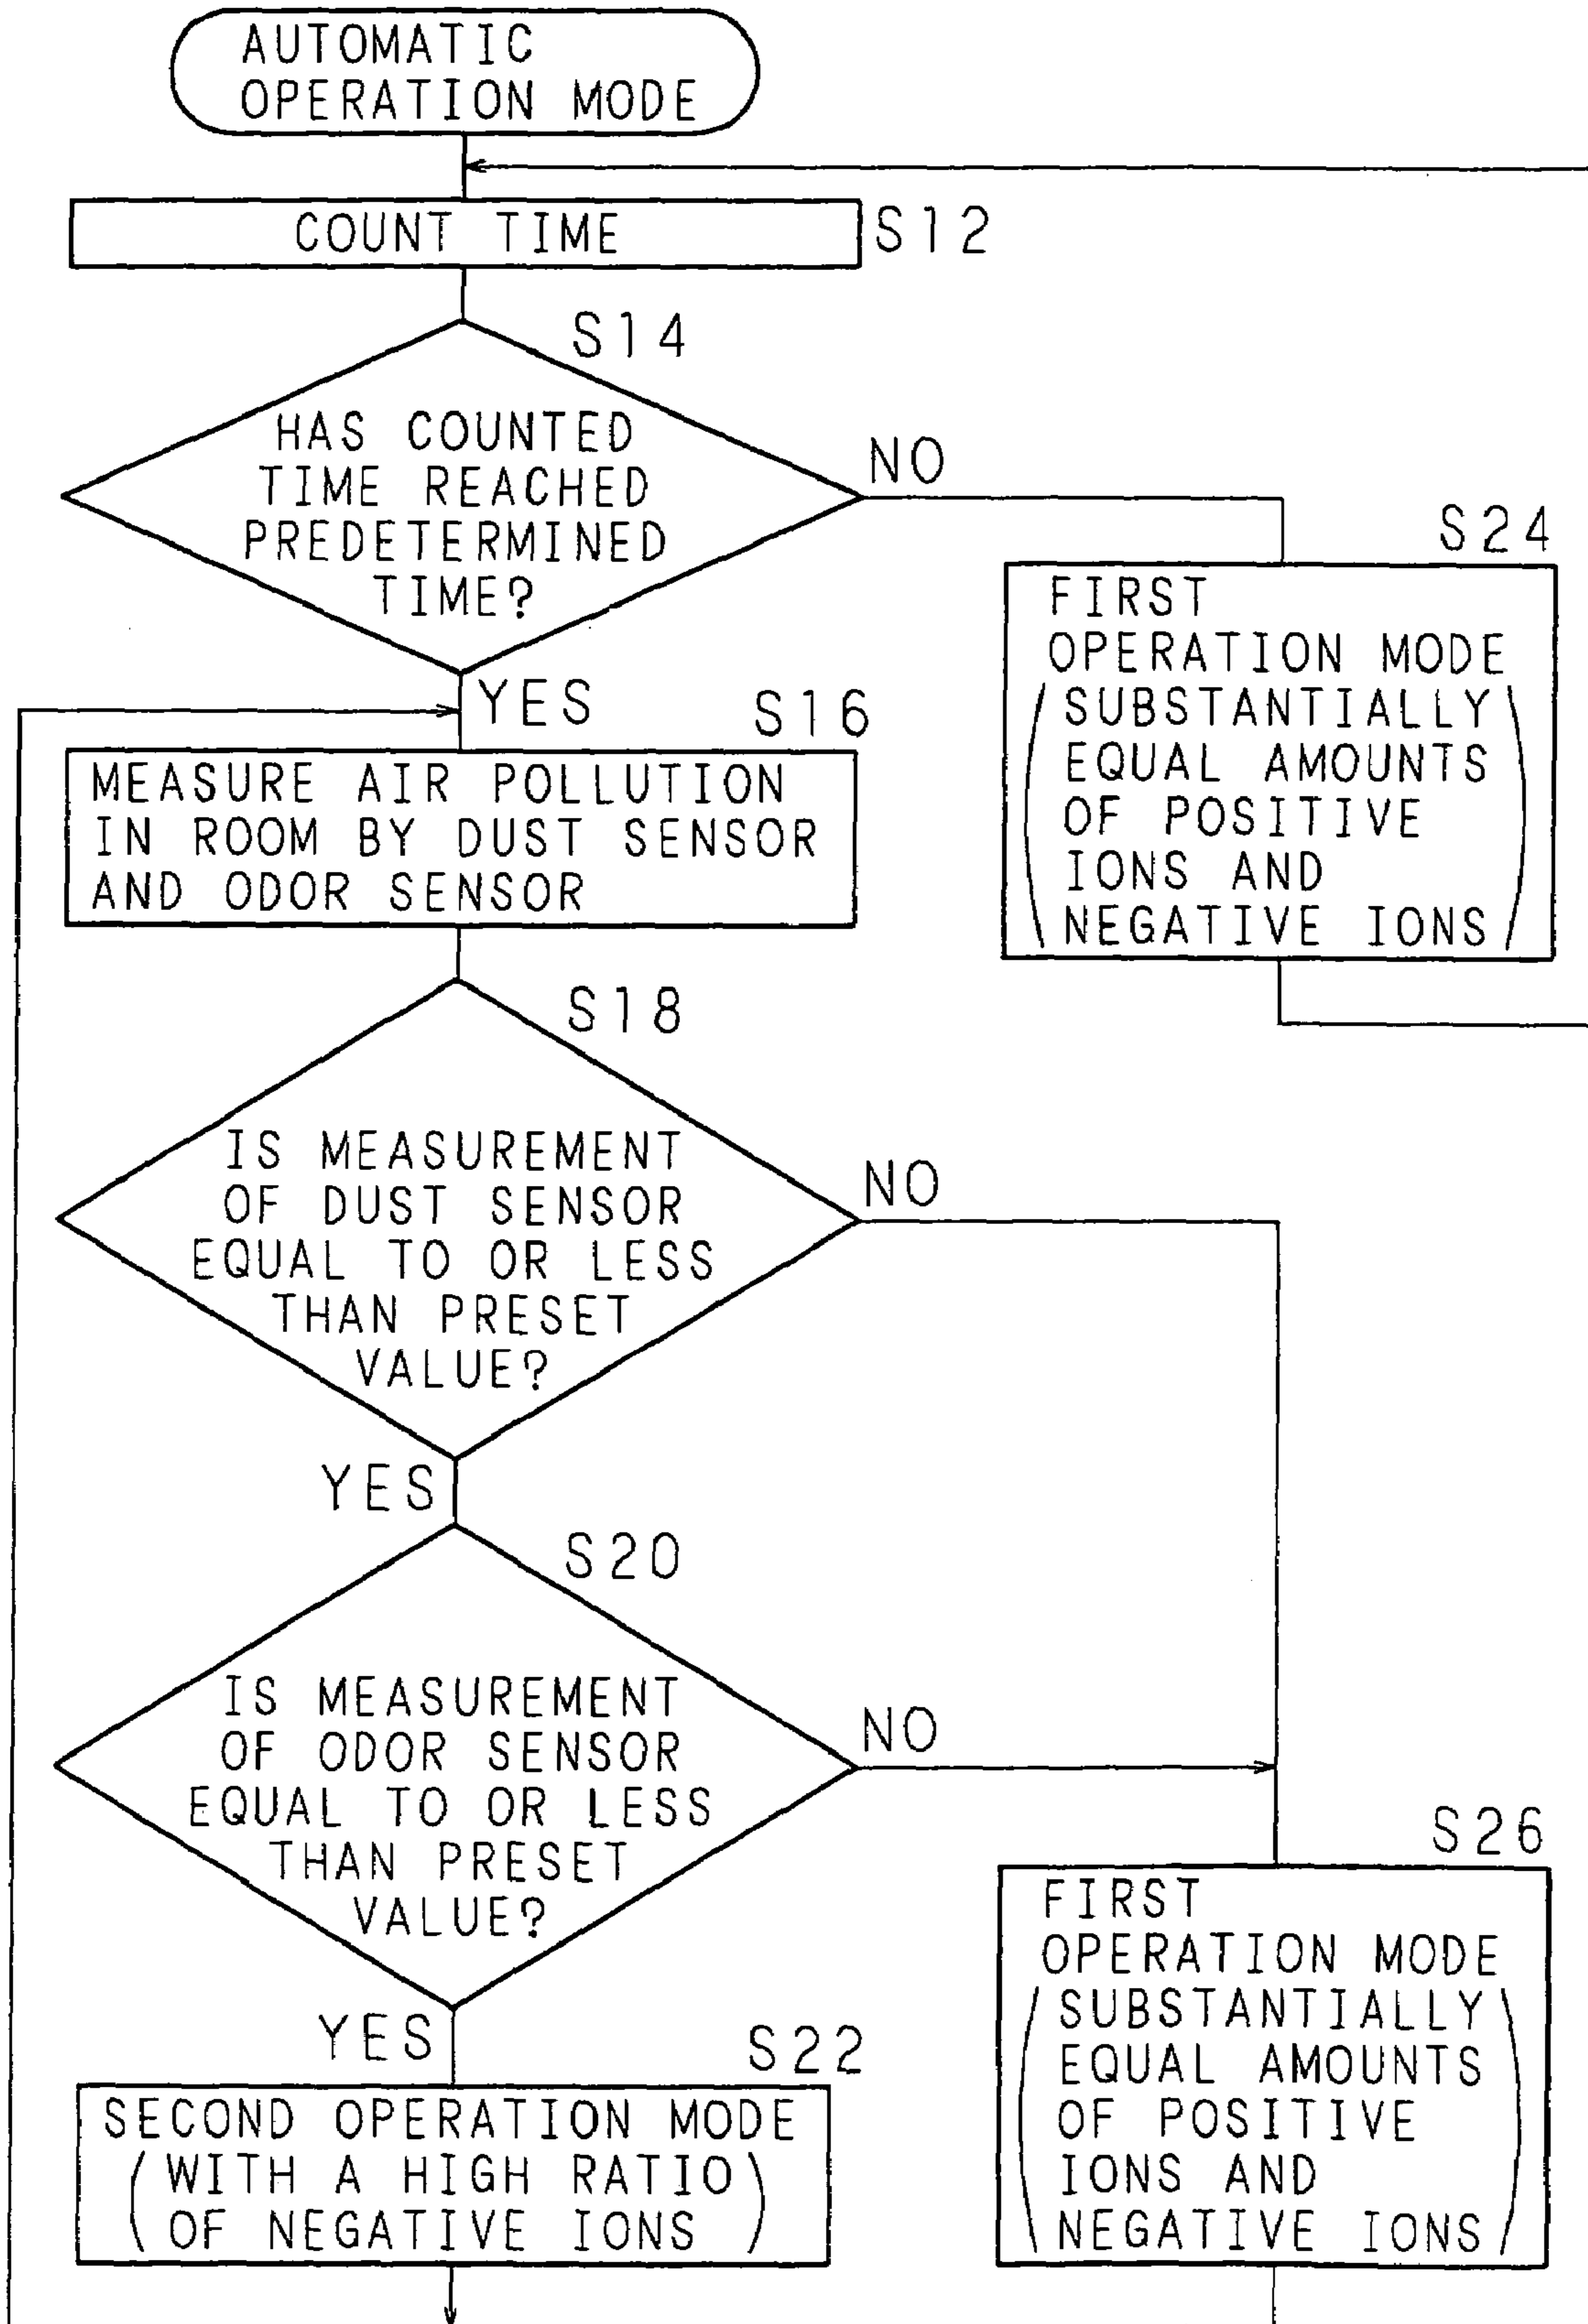 AUTOMATIC
OPERATION MODE
COUNT TIME
S12
S14
HAS COUNTED
TIME REACHED
PREDETERMINED
TIME?
NO
YES
S24
FIRST
OPERATION MODE
(SUBSTANTIALLY
EQUAL AMOUNTS
OF POSITIVE
IONS AND
NEGATIVE IONS)
S16
MEASURE AIR POLLUTION
IN ROOM BY DUST SENSOR
AND ODOR SENSOR
S18
IS MEASUREMENT
OF DUST SENSOR
EQUAL TO OR LESS
THAN PRESET
VALUE?
NO
YES
S20
IS MEASUREMENT
OF ODOR SENSOR
EQUAL TO OR LESS
THAN PRESET
VALUE?
NO
YES
S26
FIRST
OPERATION MODE
(SUBSTANTIALLY
EQUAL AMOUNTS
OF POSITIVE
IONS AND
NEGATIVE IONS)
S22
SECOND OPERATION MODE
(WITH A HIGH RATIO
OF NEGATIVE IONS)